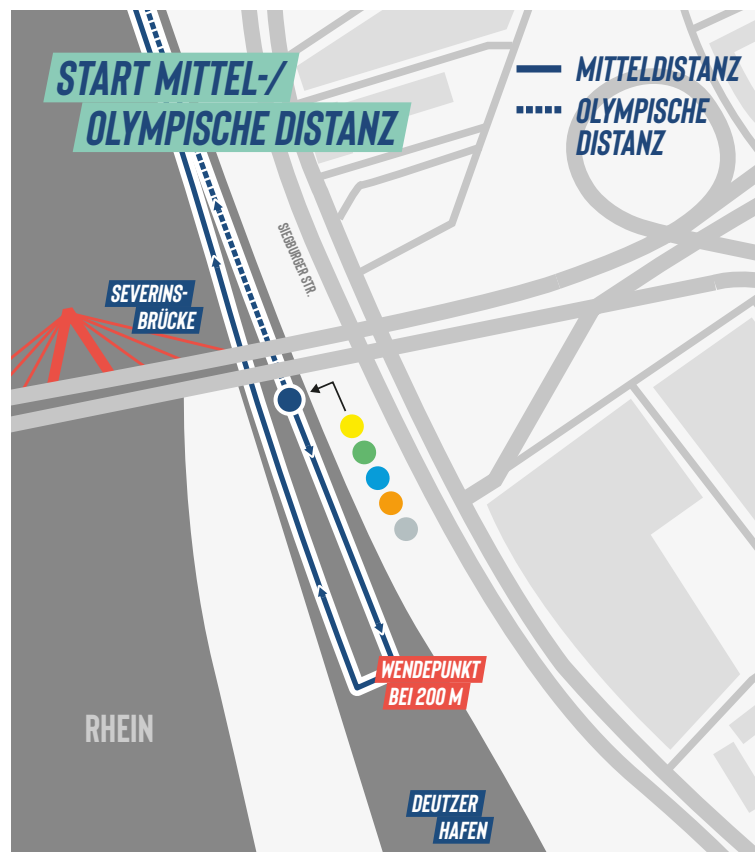 START MITTEL-/
OLYMPISCHE DISTANZ
MITTELDISTANZ
OLYMPISCHE
DISTANZ
SIEGBURGER STR.
SEVERINS-
BRÜCKE
WENDEPUNKT
BEI 200 M
RHEIN
DEUTZER
HAFEN